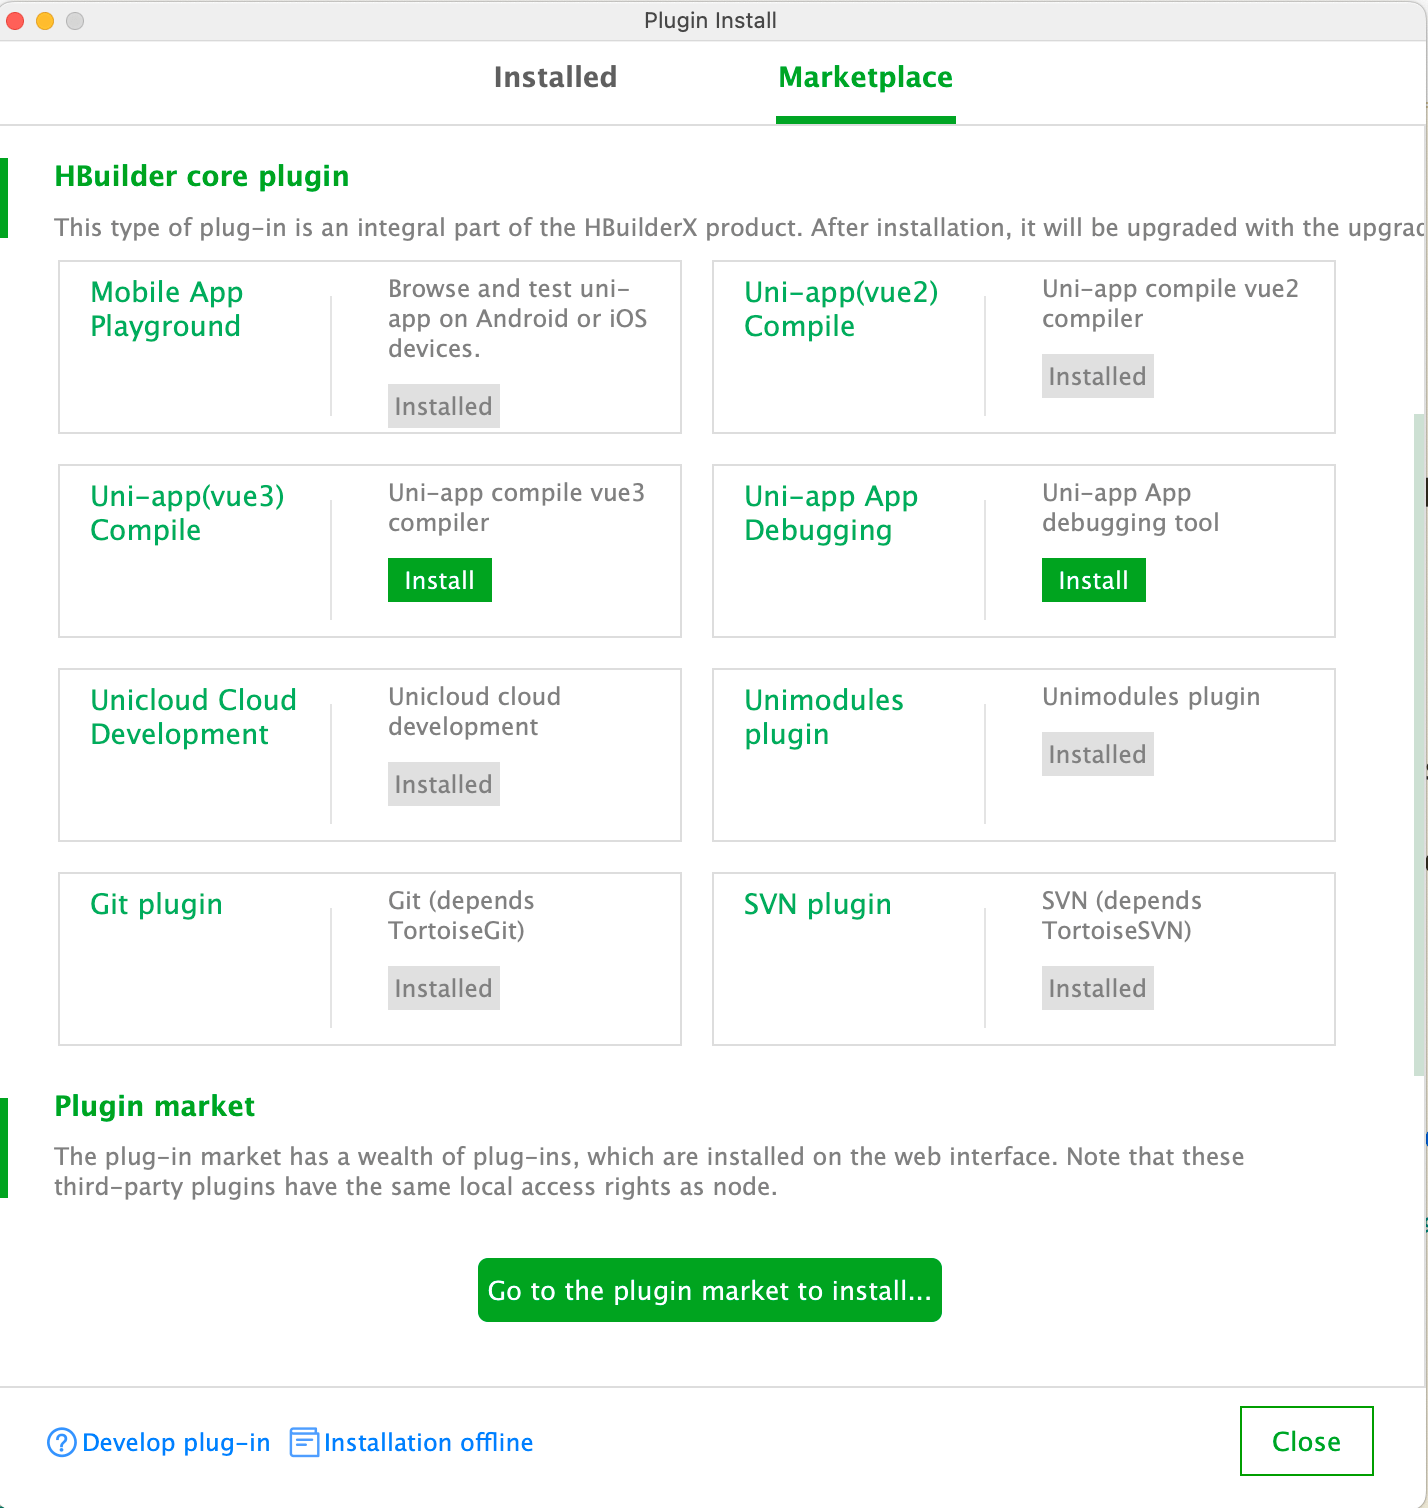 Plugin Install
Installed
Marketplace
HBuilder core plugin
This type of plug-in is an integral part of the HBuilderX product. After installation, it will be upgraded with the
Mobile App
Playground
Browse and test uni-
app on Android or iOS
devices.
Installed
Uni-app(vue2)
Compile
Uni-app compile vue2
compiler
Installed
Uni-app(vue3)
Compile
Uni-app compile vue3
compiler
Install
Uni-app App
Debugging
Uni-app App
debugging tool
Install
Unicloud Cloud
Development
Unicloud cloud
development
Installed
Unimodules
plugin
Unimodules plugin
Installed
Git plugin
Git (depends
TortoiseGit)
Installed
SVN plugin
SVN (depends
TortoiseSVN)
Installed
Plugin market
The plug-in market has a wealth of plug-ins, which are installed on the web interface. Note that these
third-party plugins have the same local access rights as node.
Go to the plugin market to install...
Develop plug-in
Installation offline
Close